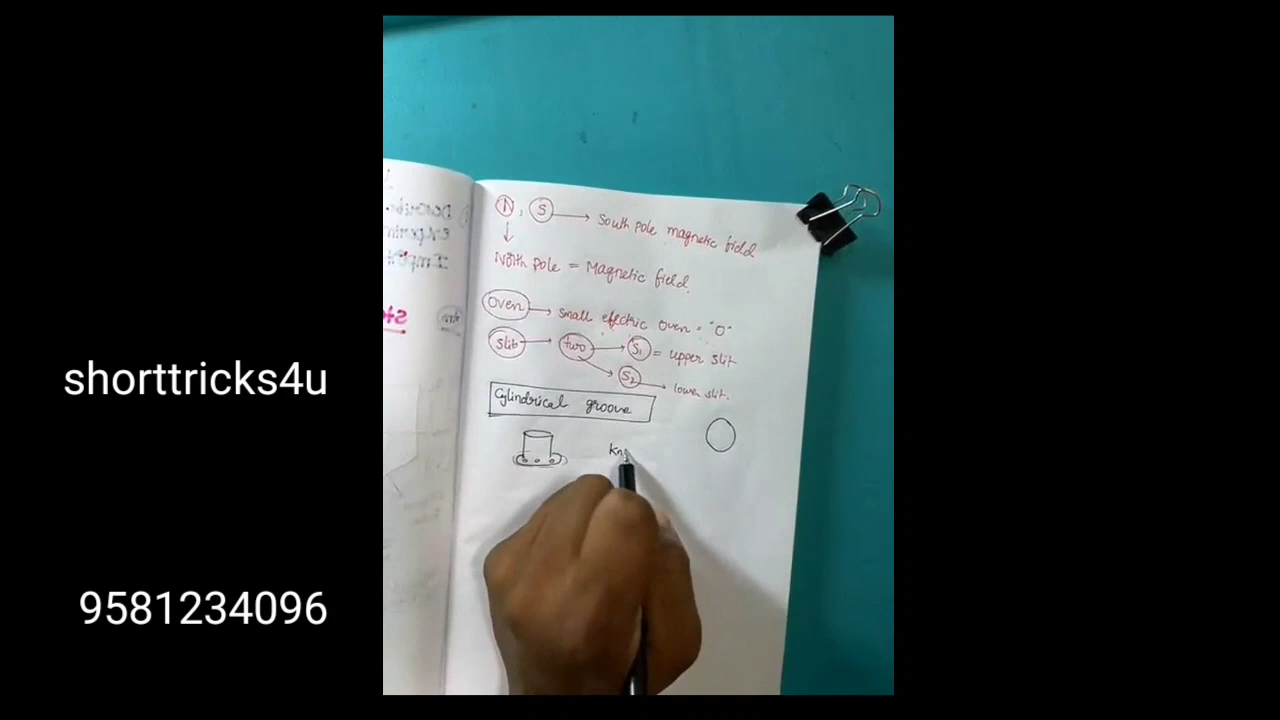 shorttricks4u
9581234096
N, S → South pole magnetic field
North pole = Magnetic field.
Oven → small electric oven = "O"
slit → two → S1 = upper slit
S2 → lower slit.
Cylindrical groove
Kn